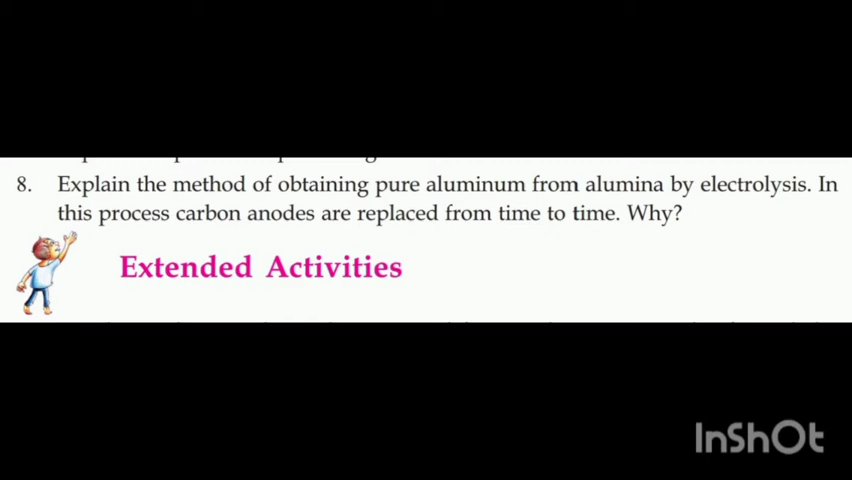 8. Explain the method of obtaining pure aluminum from alumina by electrolysis. In
this process carbon anodes are replaced from time to time. Why?
Extended Activities
InShOt